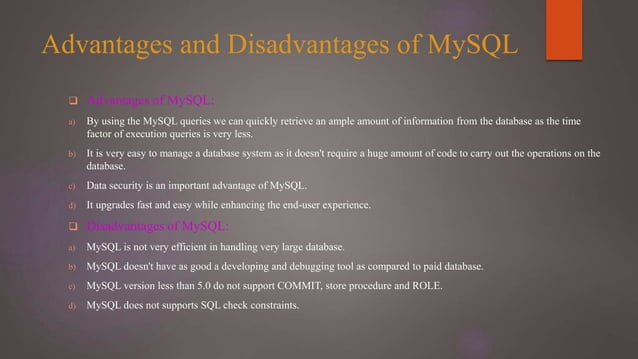 Advantages and Disadvantages of MySQL
Advantages of MySQL:
a) By using the MySQL queries we can quickly retrieve an ample amount of information from the database as the time
factor of execution queries is very less.
b) It is very easy to manage a database system as it doesn't require a huge amount of code to carry out the operations on the
database.
c) Data security is an important advantage of MySQL.
d) It upgrades fast and easy while enhancing the end-user experience.
Disadvantages of MySQL:
a) MySQL is not very efficient in handling very large database.
b) MySQL doesn't have as good a developing and debugging tool as compared to paid database.
c) MySQL version less than 5.0 do not support COMMIT, store procedure and ROLE.
d) MySQL does not supports SQL check constraints.